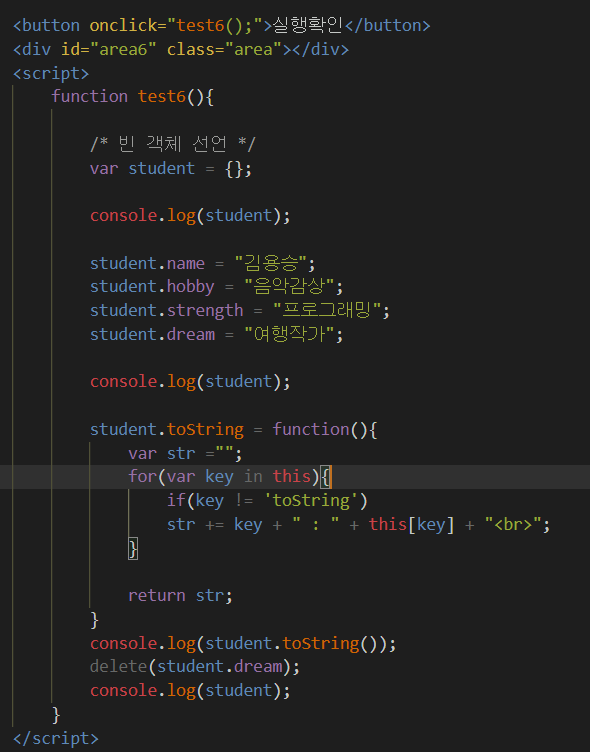 <button onclick="test6();">실행확인</button>
<div id="area6" class="area"></div>
<script>
function test6(){
/* 빈 객체 선언 */
var student = {};
console.log(student);
student.name = "김용승";
student.hobby = "음악감상";
student.strength = "프로그래밍";
student.dream = "여행작가";
console.log(student);
student.toString = function(){
var str ="";
for(var key in this){
if(key != 'toString')
str += key + " : " + this[key] + "<br>";
}
return str;
}
console.log(student.toString());
delete(student.dream);
console.log(student);
}
</script>